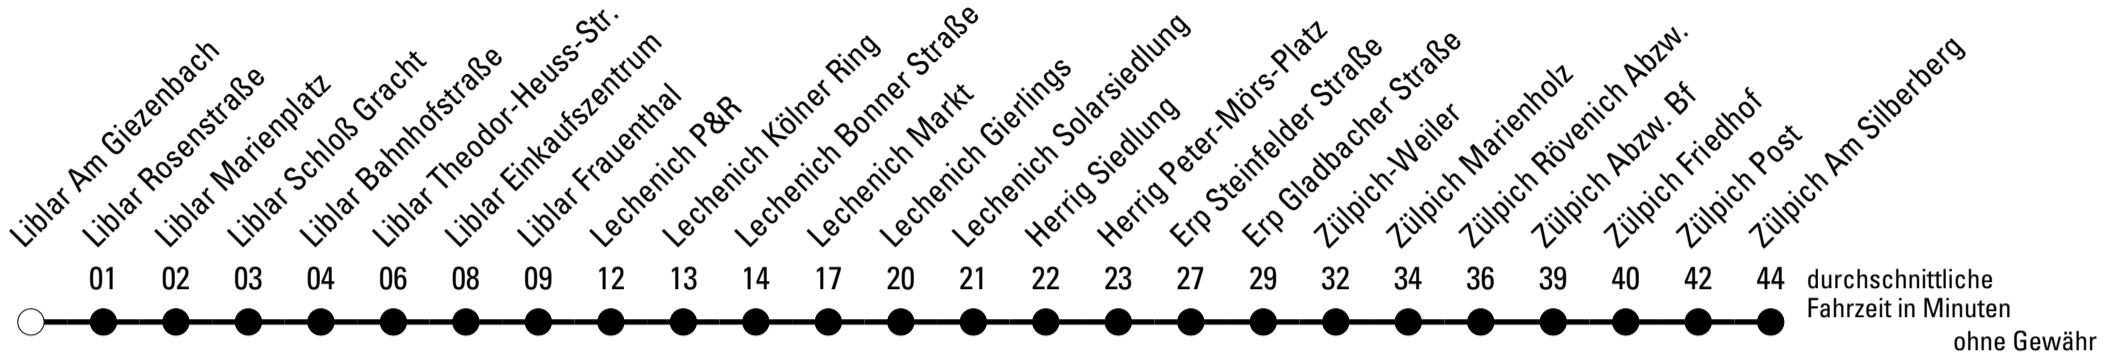 Liblar Am Giezenbach
Liblar Rosenstraße
Liblar Marienplatz
Liblar Schloß Gracht
Liblar Bahnhofstraße
Liblar Theodor-Heuss-Str.
Liblar Einkaufszentrum
Liblar Frauenthal
Lechenich P&R
Lechenich Kölner Ring
Lechenich Bonner Straße
Lechenich Markt
Lechenich Gierlings
Lechenich Solarsiedlung
Herrig Siedlung
Herrig Peter-Mörs-Platz
Erp Steinfelder Straße
Erp Gladbacher Straße
Zülpich-Weiler
Zülpich Marienholz
Zülpich Rövenich Abzw.
Zülpich Abzw. Bf
Zülpich Friedhof
Zülpich Post
Zülpich Am Silberberg
01 02 03 04 06 08 09 12 13 14 17 20 21 22 23 27 29 32 34 36 39 40 42 44
durchschnittliche
Fahrzeit in Minuten
ohne Gewähr